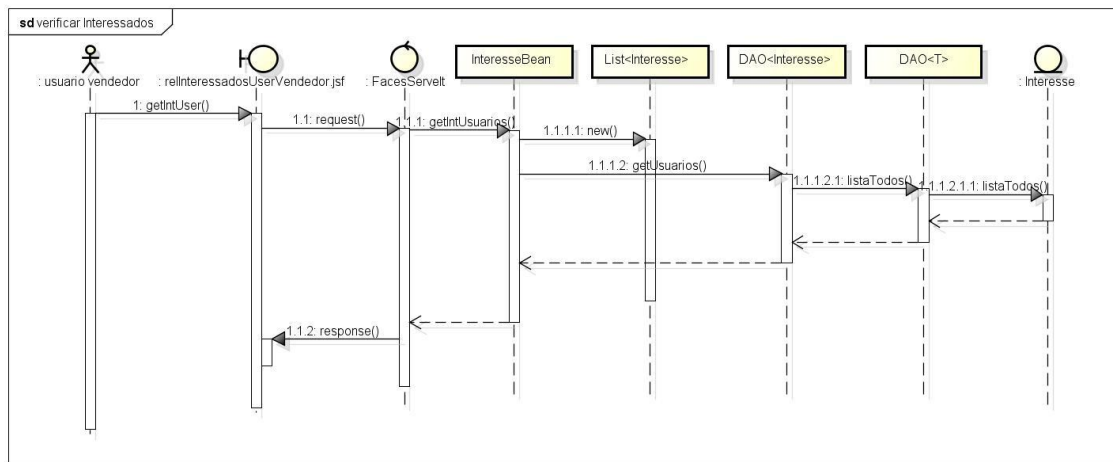 sd verificar Interessados
InteresseBean
List<Interesse>
DAO<Interesse>
DAO<T>
: usuario vendedor
: relInteressadosUserVendedor.jsf
: FacesServelt
: Interesse
1: getIntUser()
1.1: request()
1.1.1: getIntUsuarios()
1.1.1.1: new()
1.1.1.2: getUsuarios()
1.1.1.2.1: listaTodos()
1.1.1.2.1.1: listaTodos()
1.1.2: response()